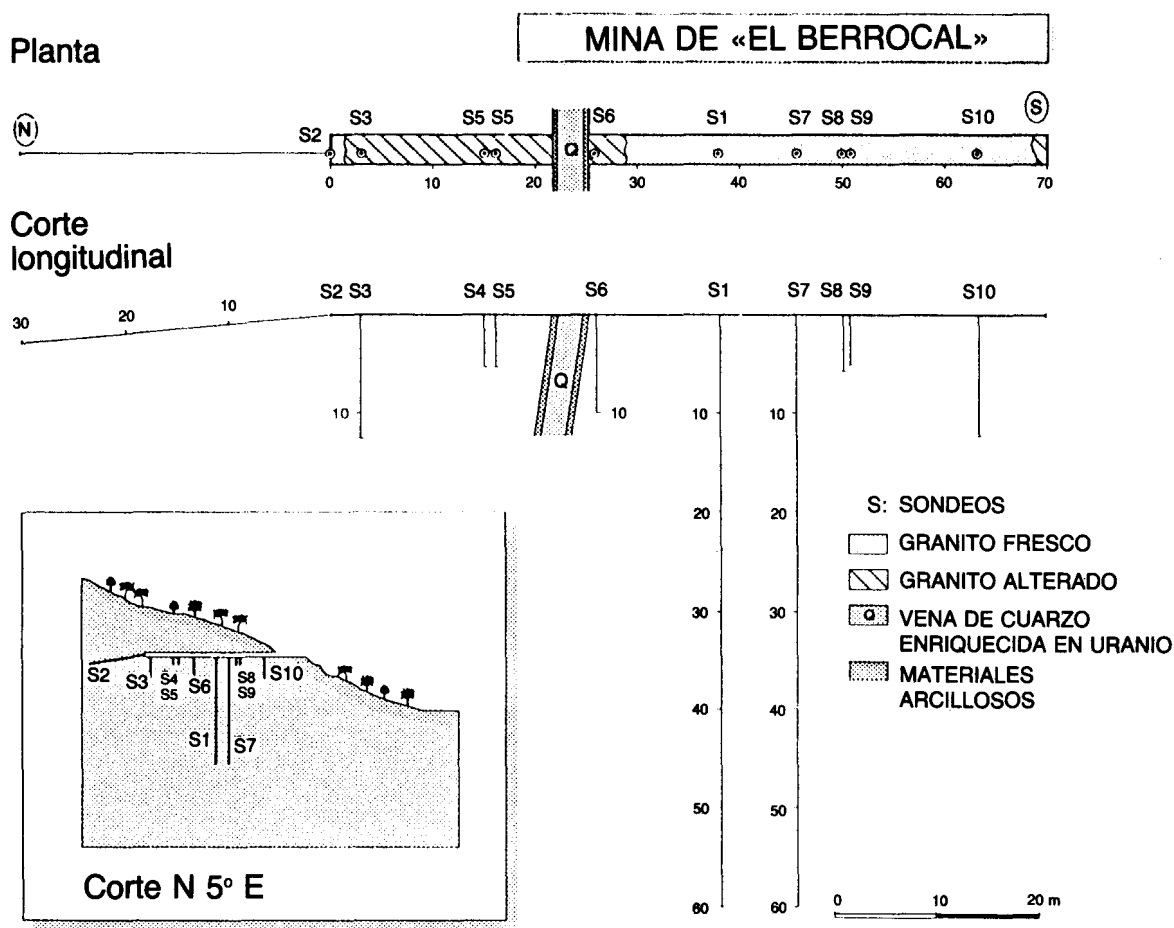 Planta
MINA DE «EL BERROCAL»
N S2 S3 S5 S5 Q S6 S1 S7 S8 S9 S10 S
0 10 20 30 40 50 60 70
Corte
longitudinal
30 20 10 S2 S3 S4 S5 S6 S1 S7 S8 S9 S10
Q
10 10 10 10
20 20
30 30
40 40
50 50
60 60
S: SONDEOS
GRANITO FRESCO
GRANITO ALTERADO
Q VENA DE CUARZO
ENRIQUECIDA EN URANIO
MATERIALES
ARCILLOSOS
S2 S3 S4 S6 S8 S10
S5 S9
S1 S7
Corte N 5º E
0 10 20 m